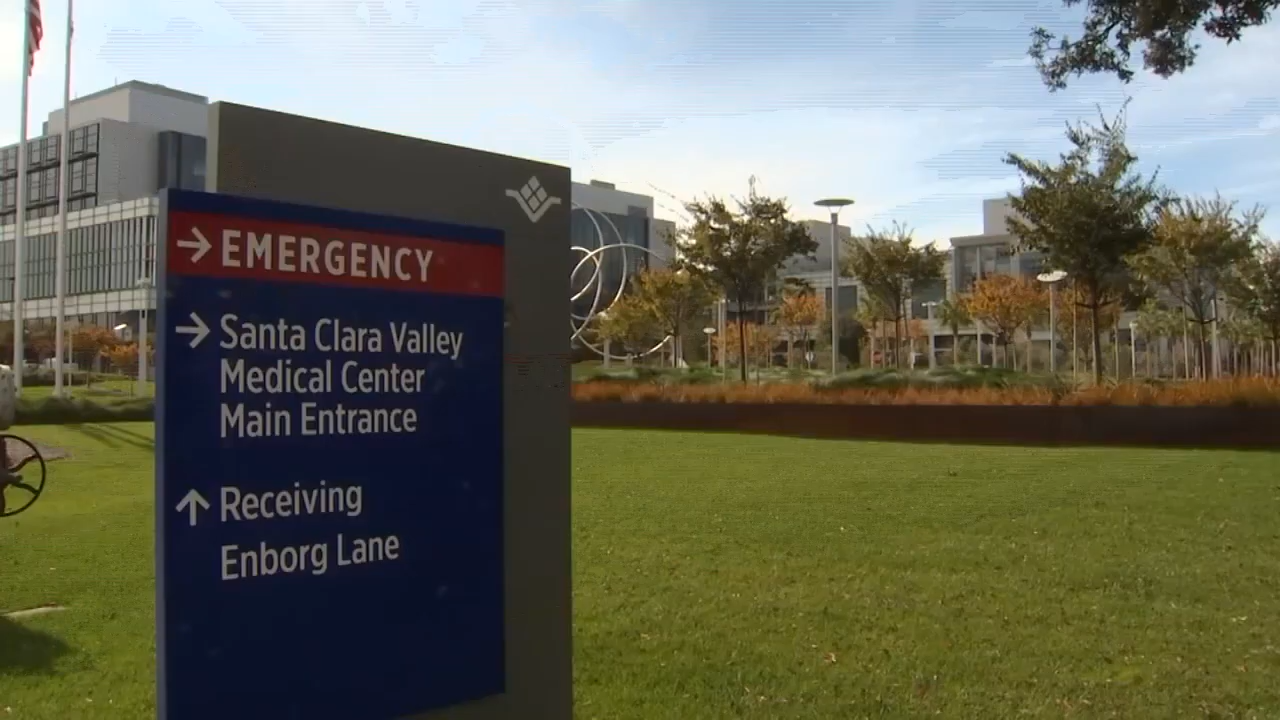 → EMERGENCY
→ Santa Clara Valley
Medical Center
Main Entrance
↑ Receiving
Enborg Lane